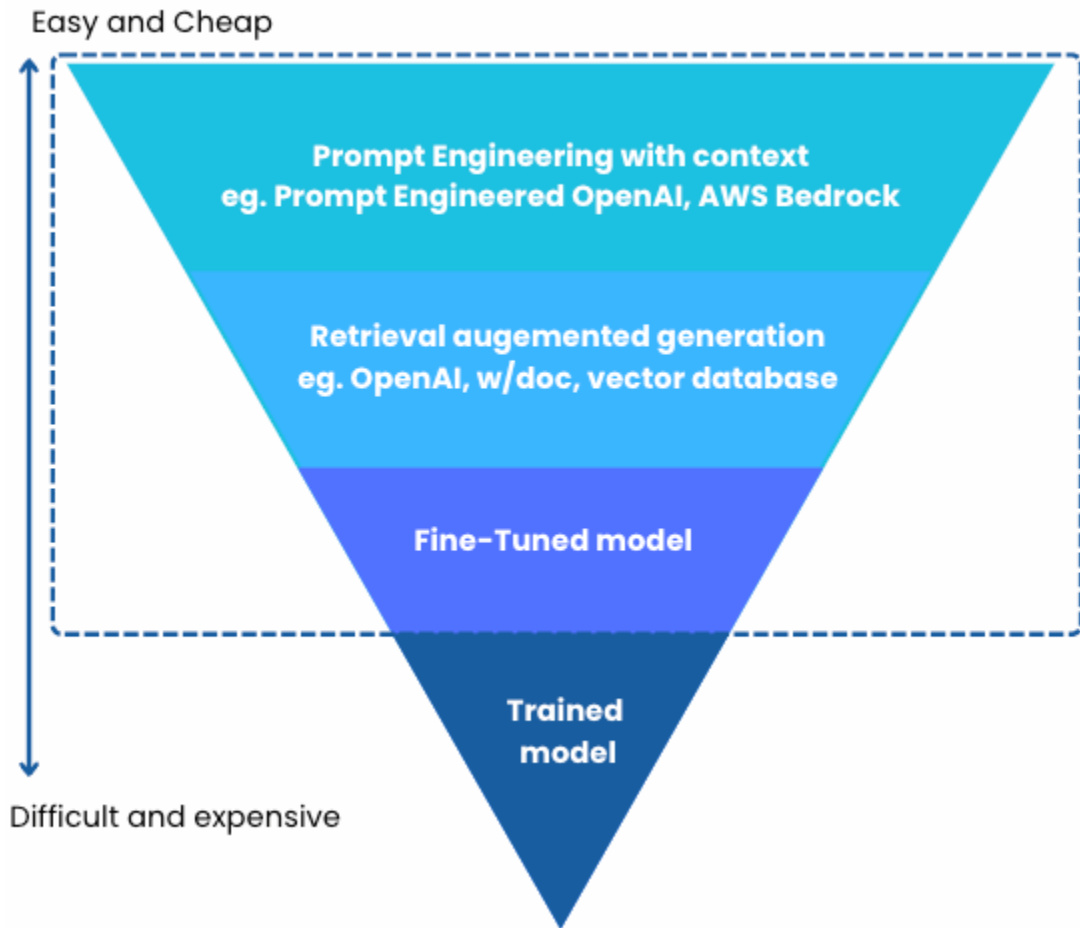 Easy and Cheap
Prompt Engineering with context
eg. Prompt Engineered OpenAI, AWS Bedrock
Retrieval augemented generation
eg. OpenAI, w/doc, vector database
Fine-Tuned model
Trained
model
Difficult and expensive